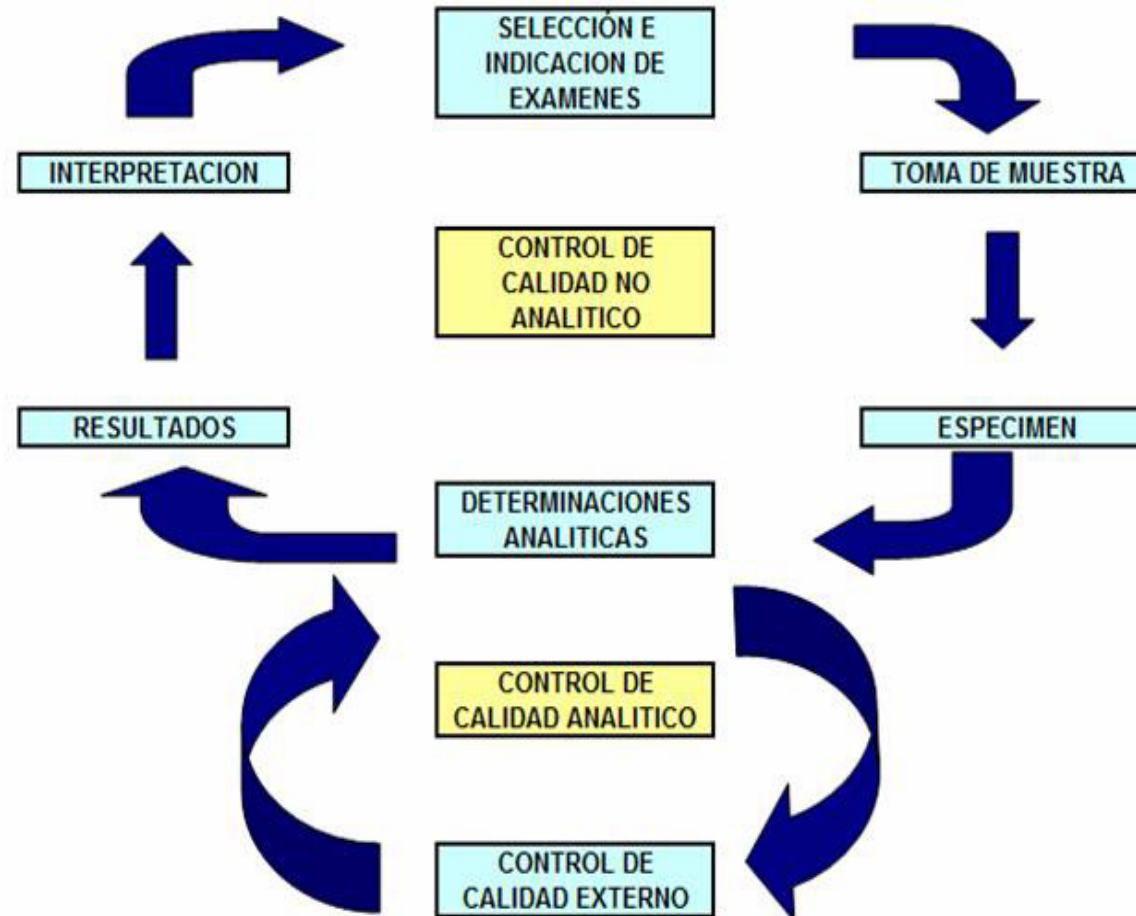 SELECCIÓN E
INDICACION DE
EXAMENES
INTERPRETACION
TOMA DE MUESTRA
CONTROL DE
CALIDAD NO
ANALITICO
RESULTADOS
ESPECIMEN
DETERMINACIONES
ANALITICAS
CONTROL DE
CALIDAD ANALITICO
CONTROL DE
CALIDAD EXTERNO